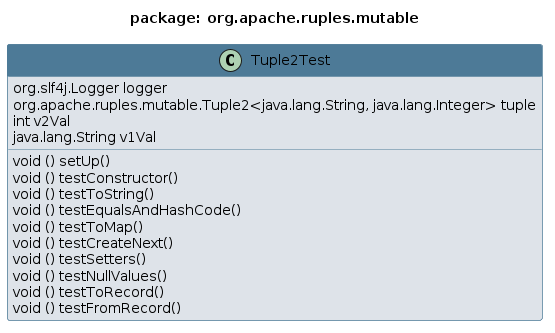 package: org.apache.ruples.mutable
C Tuple2Test
org.slf4j.Logger logger
org.apache.ruples.mutable.Tuple2<java.lang.String, java.lang.Integer> tuple
int v2Val
java.lang.String v1Val
void () setUp()
void () testConstructor()
void () testToString()
void () testEqualsAndHashCode()
void () testToMap()
void () testCreateNext()
void () testSetters()
void () testNullValues()
void () testToRecord()
void () testFromRecord()